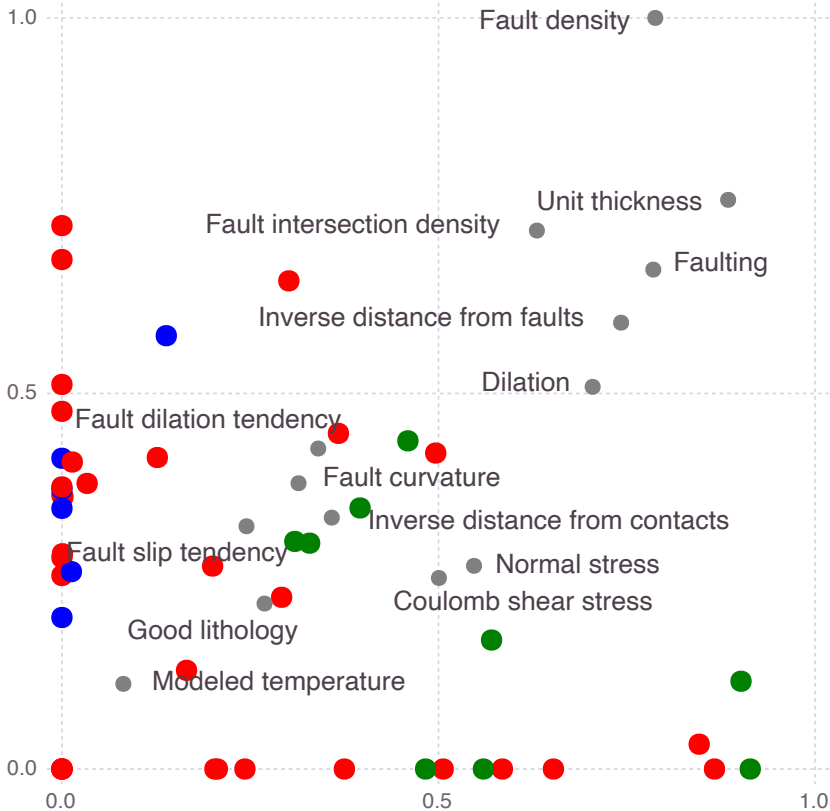 1.0
Fault density
Unit thickness
Fault intersection density
Faulting
Inverse distance from faults
Dilation
0.5
Fault dilation tendency
Fault curvature
Inverse distance from contacts
Fault slip tendency
Normal stress
Coulomb shear stress
Good lithology
Modeled temperature
0.0
0.0 0.5 1.0